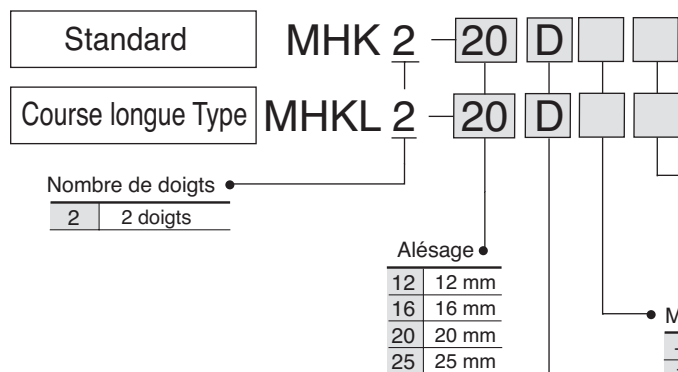 Standard MHK 2 - 20 D
Course longue Type MHKL 2 - 20 D
Nombre de doigts
2 2 doigts
Alésage
12 12 mm
16 16 mm
20 20 mm
25 25 mm
M